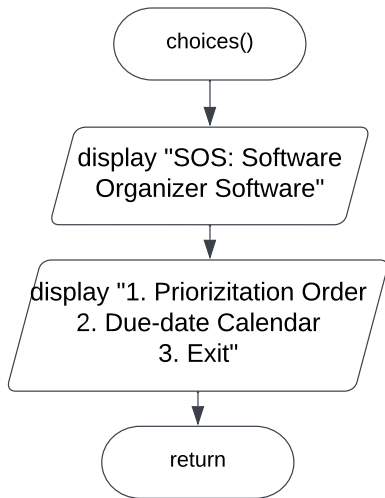 choices()
display "SOS: Software
Organizer Software"
display "1. Priorizitation Order
2. Due-date Calendar
3. Exit"
return